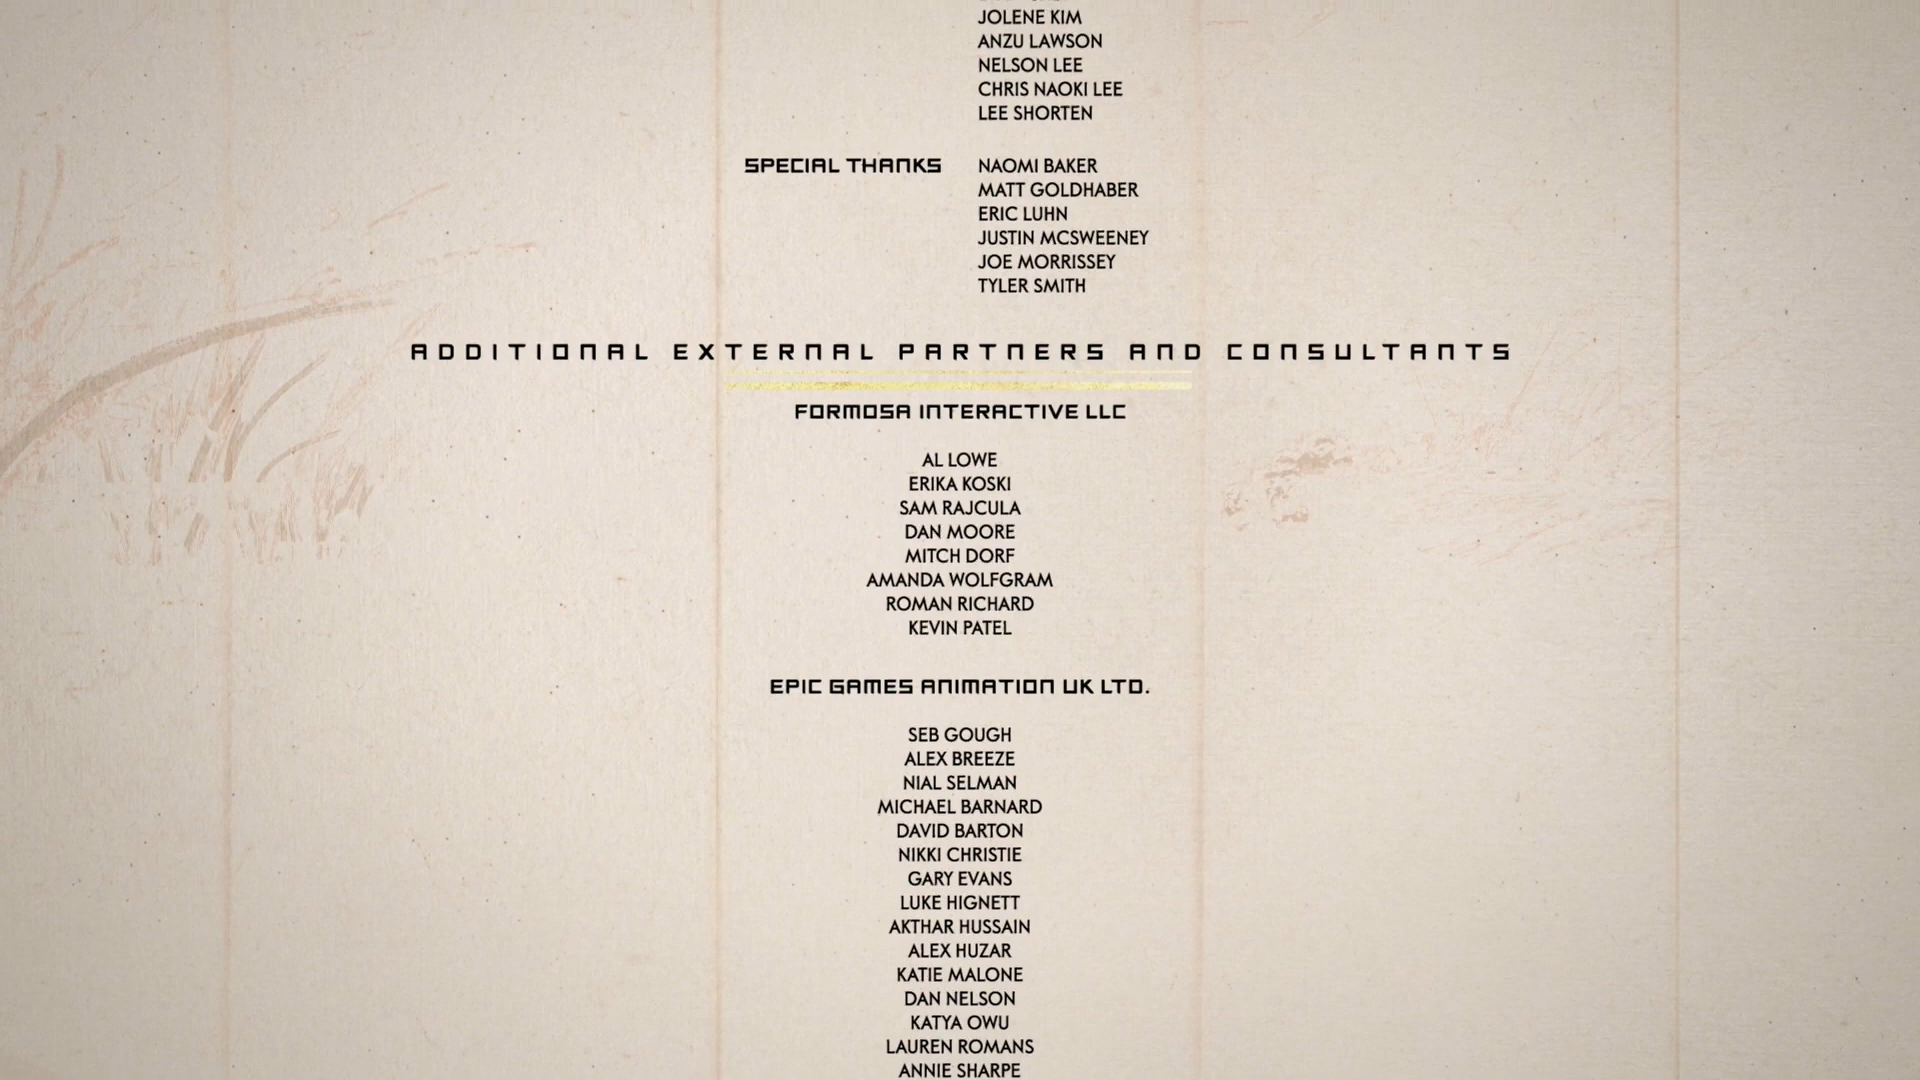 JOLENE KIM
ANZU LAWSON
NELSON LEE
CHRIS NAOKI LEE
LEE SHORTEN
SPECIAL THANKS NAOMI BAKER
MATT GOLDHABER
ERIC LUHN
JUSTIN MCSWEENEY
JOE MORRISSEY
TYLER SMITH
ADDITIONAL EXTERNAL PARTNERS AND CONSULTANTS
FORMOSA INTERACTIVE LLC
AL LOWE
ERIKA KOSKI
SAM RAJCULA
DAN MOORE
MITCH DORF
AMANDA WOLFGRAM
ROMAN RICHARD
KEVIN PATEL
EPIC GAMES ANIMATION UK LTD.
SEB GOUGH
ALEX BREEZE
NIAL SELMAN
MICHAEL BARNARD
DAVID BARTON
NIKKI CHRISTIE
GARY EVANS
LUKE HIGNETT
AKTHAR HUSSAIN
ALEX HUZAR
KATIE MALONE
DAN NELSON
KATYA OWU
LAUREN ROMANS
ANNIE SHARPE